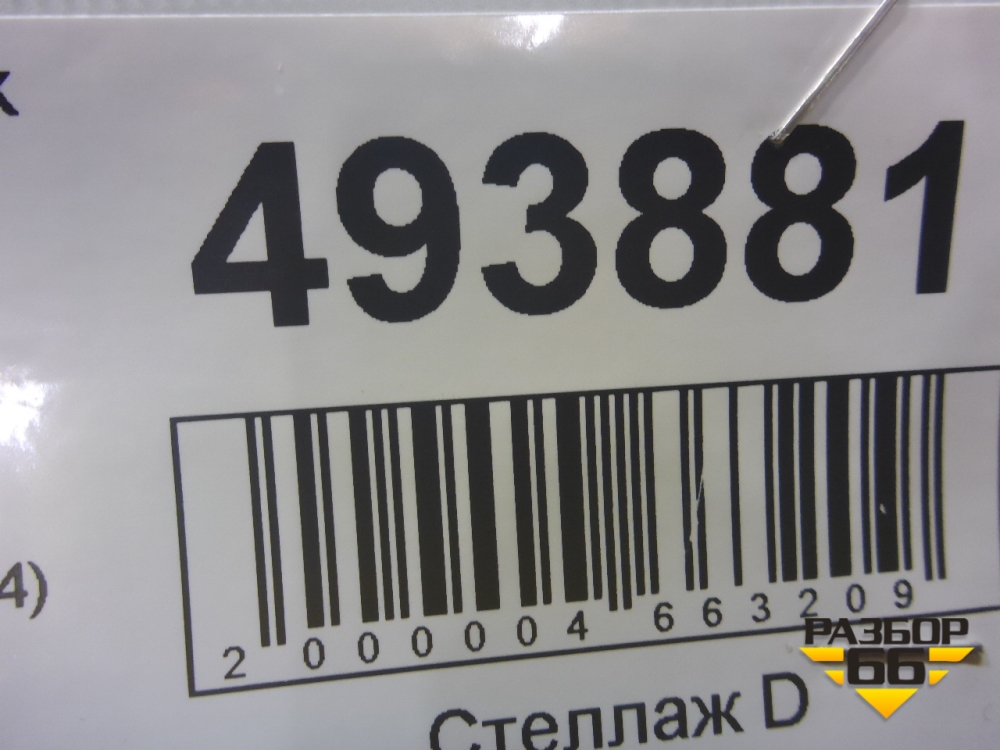 к
493881
4)
2 000004 663209
Стеллаж D
РАЗБОР
66